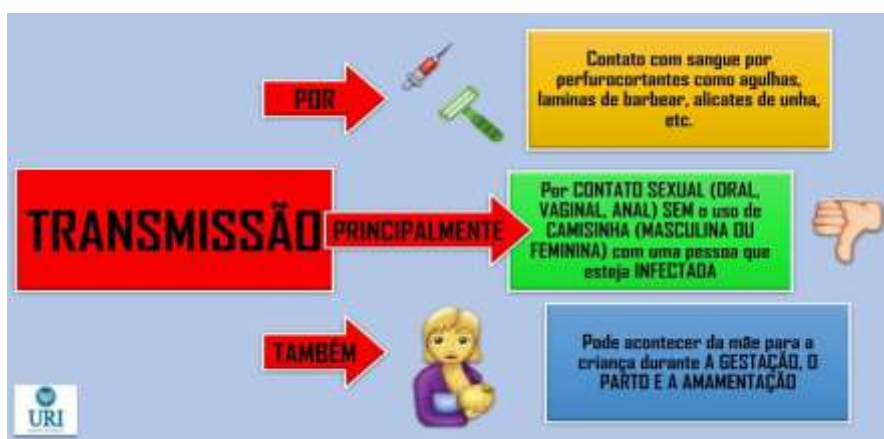 POR
Contato com sangue por
perfurocortantes como agulhas,
laminas de barbear, alicates de unha,
etc.
TRANSMISSÃO
PRINCIPALMENTE
Por CONTATO SEXUAL (ORAL,
VAGINAL, ANAL) SEM o uso de
CAMISINHA (MASCULINA OU
FEMININA) com uma pessoa que
esteja INFECTADA
TAMBÉM
Pode acontecer da mãe para a
criança durante A GESTAÇÃO, O
PARTO E A AMAMENTAÇÃO
URI